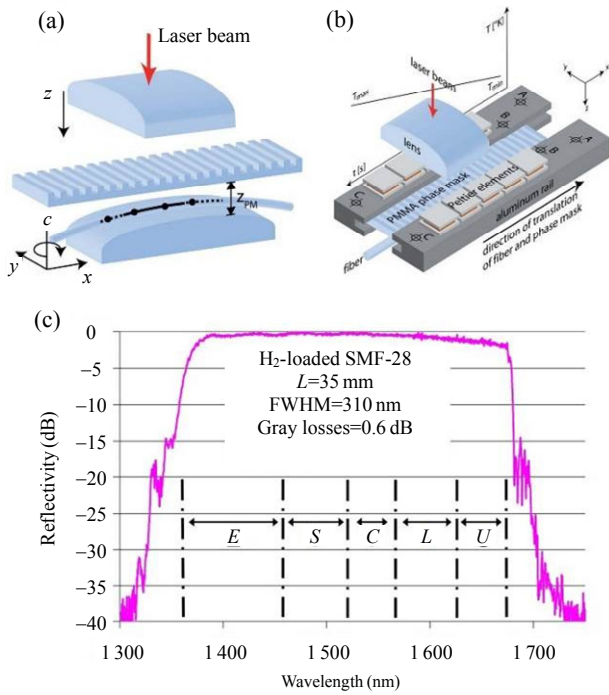 (a)
Laser beam
z
Z_PM
c
y
x
(b)
T[°K]
laser beam
T_max
T_min
lens
t[s]
A
B
C
PMMA phase mask
Peltier elements
aluminum rail
A
B
C
direction of translation
of fiber and phase mask
fiber
y
x
z
(c)
H2-loaded SMF-28
L=35 mm
FWHM=310 nm
Gray losses=0.6 dB
Reflectivity (dB)
0
−5
−10
−15
−20
−25
−30
−35
−40
E S C L U
1 300 1 400 1 500 1 600 1 700
Wavelength (nm)